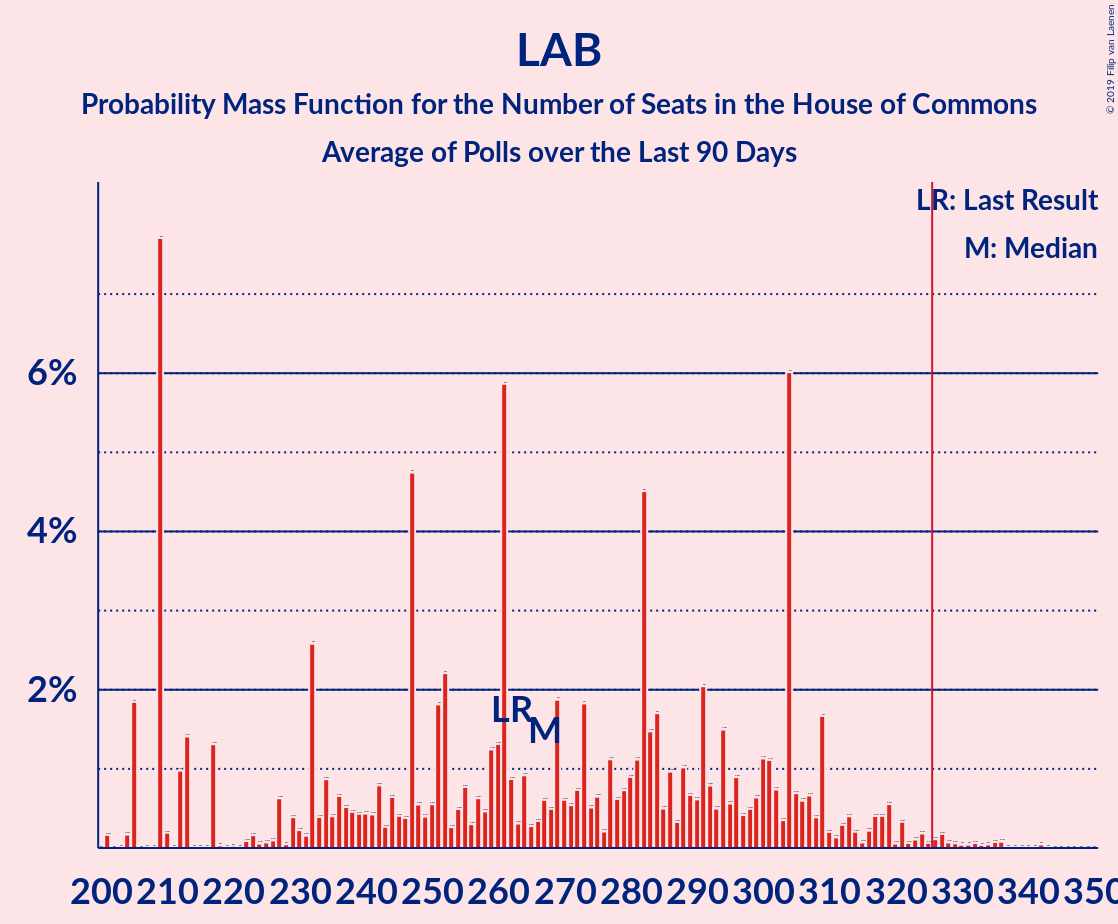 LAB
Probability Mass Function for the Number of Seats in the House of Commons
Average of Polls over the Last 90 Days
© 2019 Filip van Laenen
LR: Last Result
M: Median
6%
4%
2%
LR
M
200 210 220 230 240 250 260 270 280 290 300 310 320 330 340 350